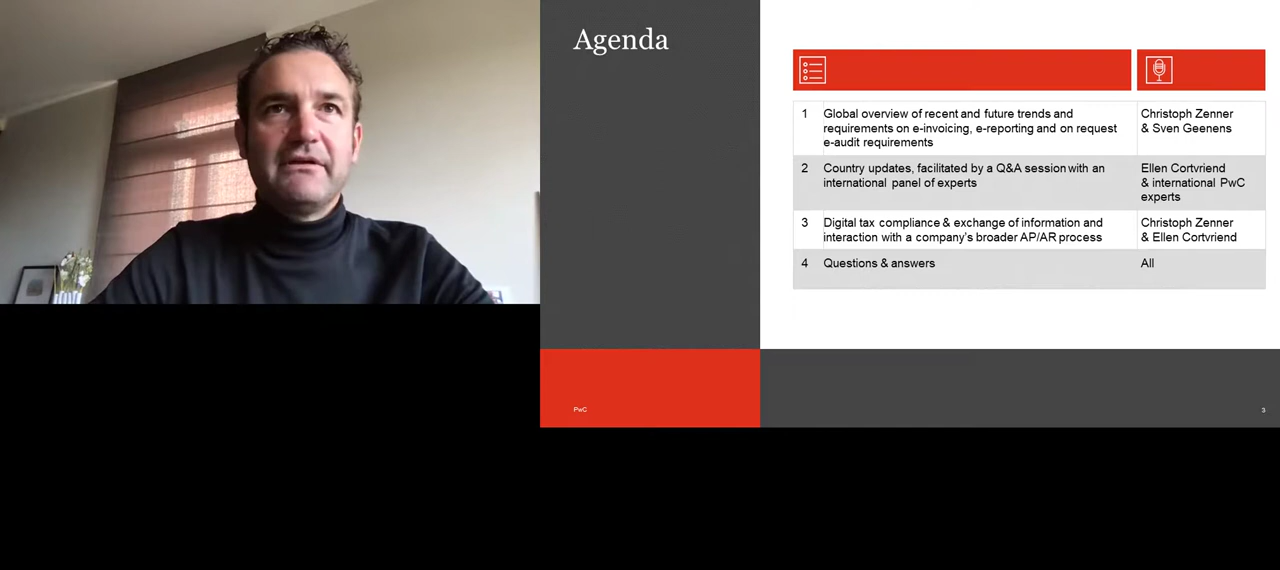 Agenda
1 Global overview of recent and future trends and
requirements on e-invoicing, e-reporting and on request
e-audit requirements
Christoph Zenner
& Sven Geenens
2 Country updates, facilitated by a Q&A session with an
international panel of experts
Ellen Cortvriend
& international PwC
experts
3 Digital tax compliance & exchange of information and
interaction with a company's broader AP/AR process
Christoph Zenner
& Ellen Cortvriend
4 Questions & answers
All
PwC
3